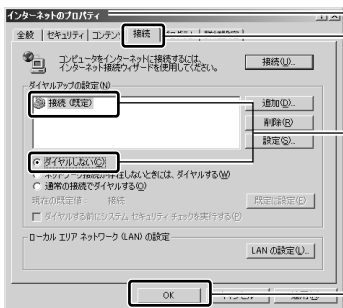 インターネットのプロパティ
全般 セキュリティ コンテンツ 接続
コンピュータをインターネットに接続するには、
インターネット接続ウィザードを使用してください。
接続(U)...
ダイヤルアップの設定(N)
接続 (既定)
追加(D)...
削除(R)
設定(S)...
ダイヤルしない(C)
ネットワーク接続が存在しないときには、ダイヤルする(W)
通常の接続でダイヤルする(O)
現在の既定値: 接続
既定に設定(E)
ダイヤルする前にシステム セキュリティ チェックを実行する(P)
ローカル エリア ネットワーク (LAN) の設定
LAN の設定(L)...
OK